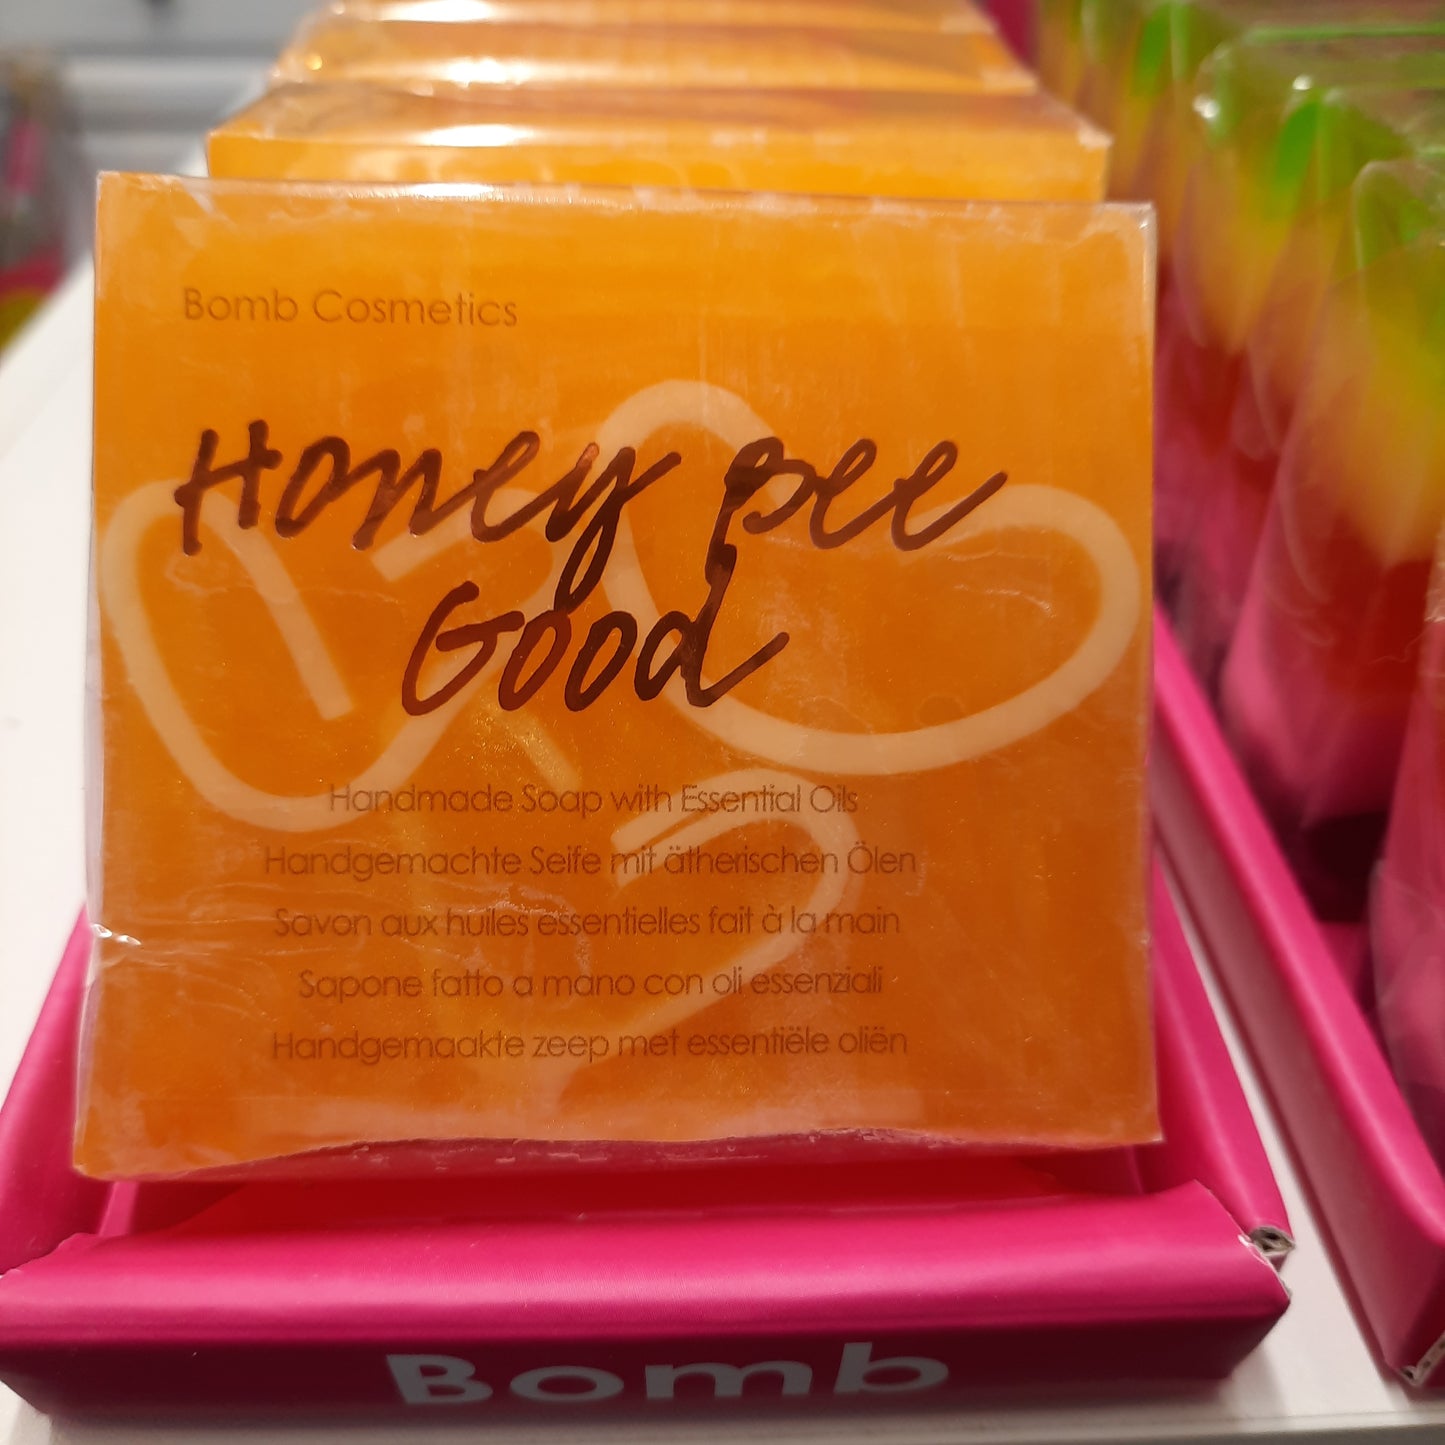 Bomb Cosmetics
Honey Bee
Good
Handmade Soap with Essential Oils
Handgemachte Seife mit ätherischen Ölen
Savon aux huiles essentielles fait à la main
Sapone fatto a mano con oli essenziali
Handgemaakte zeep met essentiële oliën
Bomb